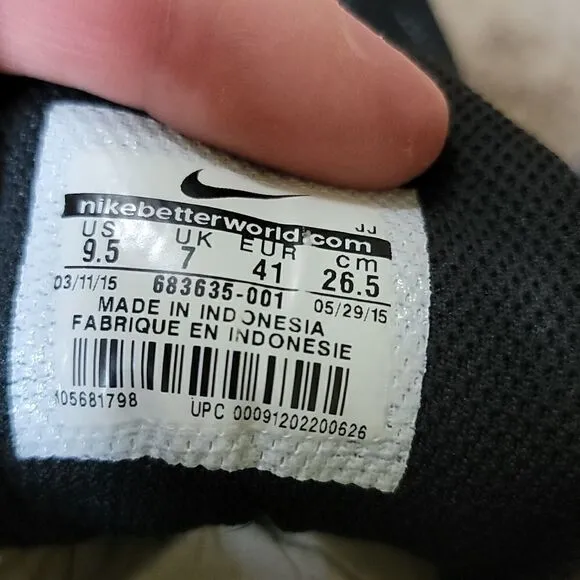 nikebetterworld.com
JJ
US UK EUR cm
9.5 7 41 26.5
03/11/15 683635-001 05/29/15
MADE IN INDONESIA
FABRIQUE EN INDONESIE
105681798 UPC 00091202200626